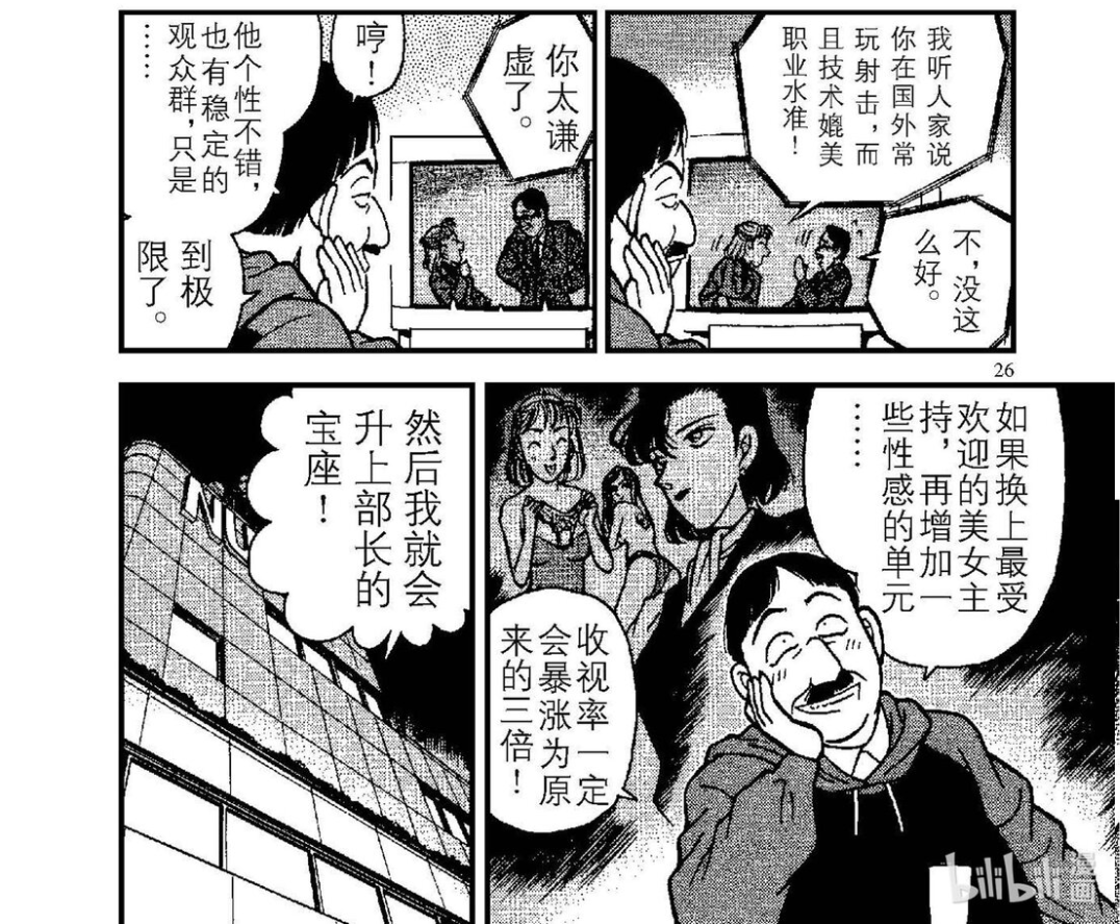 我听人家说
你在国外常
玩射击，而
且技术媲美
职业水准！
不，没这
么好。
你太谦
虚了。
哼！
他个性不错，
也有稳定的
观众群，只是
……
到极
限了。
26
如果换上最受
欢迎的美女主
持，再增加一
些性感的单元
……
收视率一定
会暴涨为原
来的三倍！
然后我就会
升上部长的
宝座！
bilibili
漫画